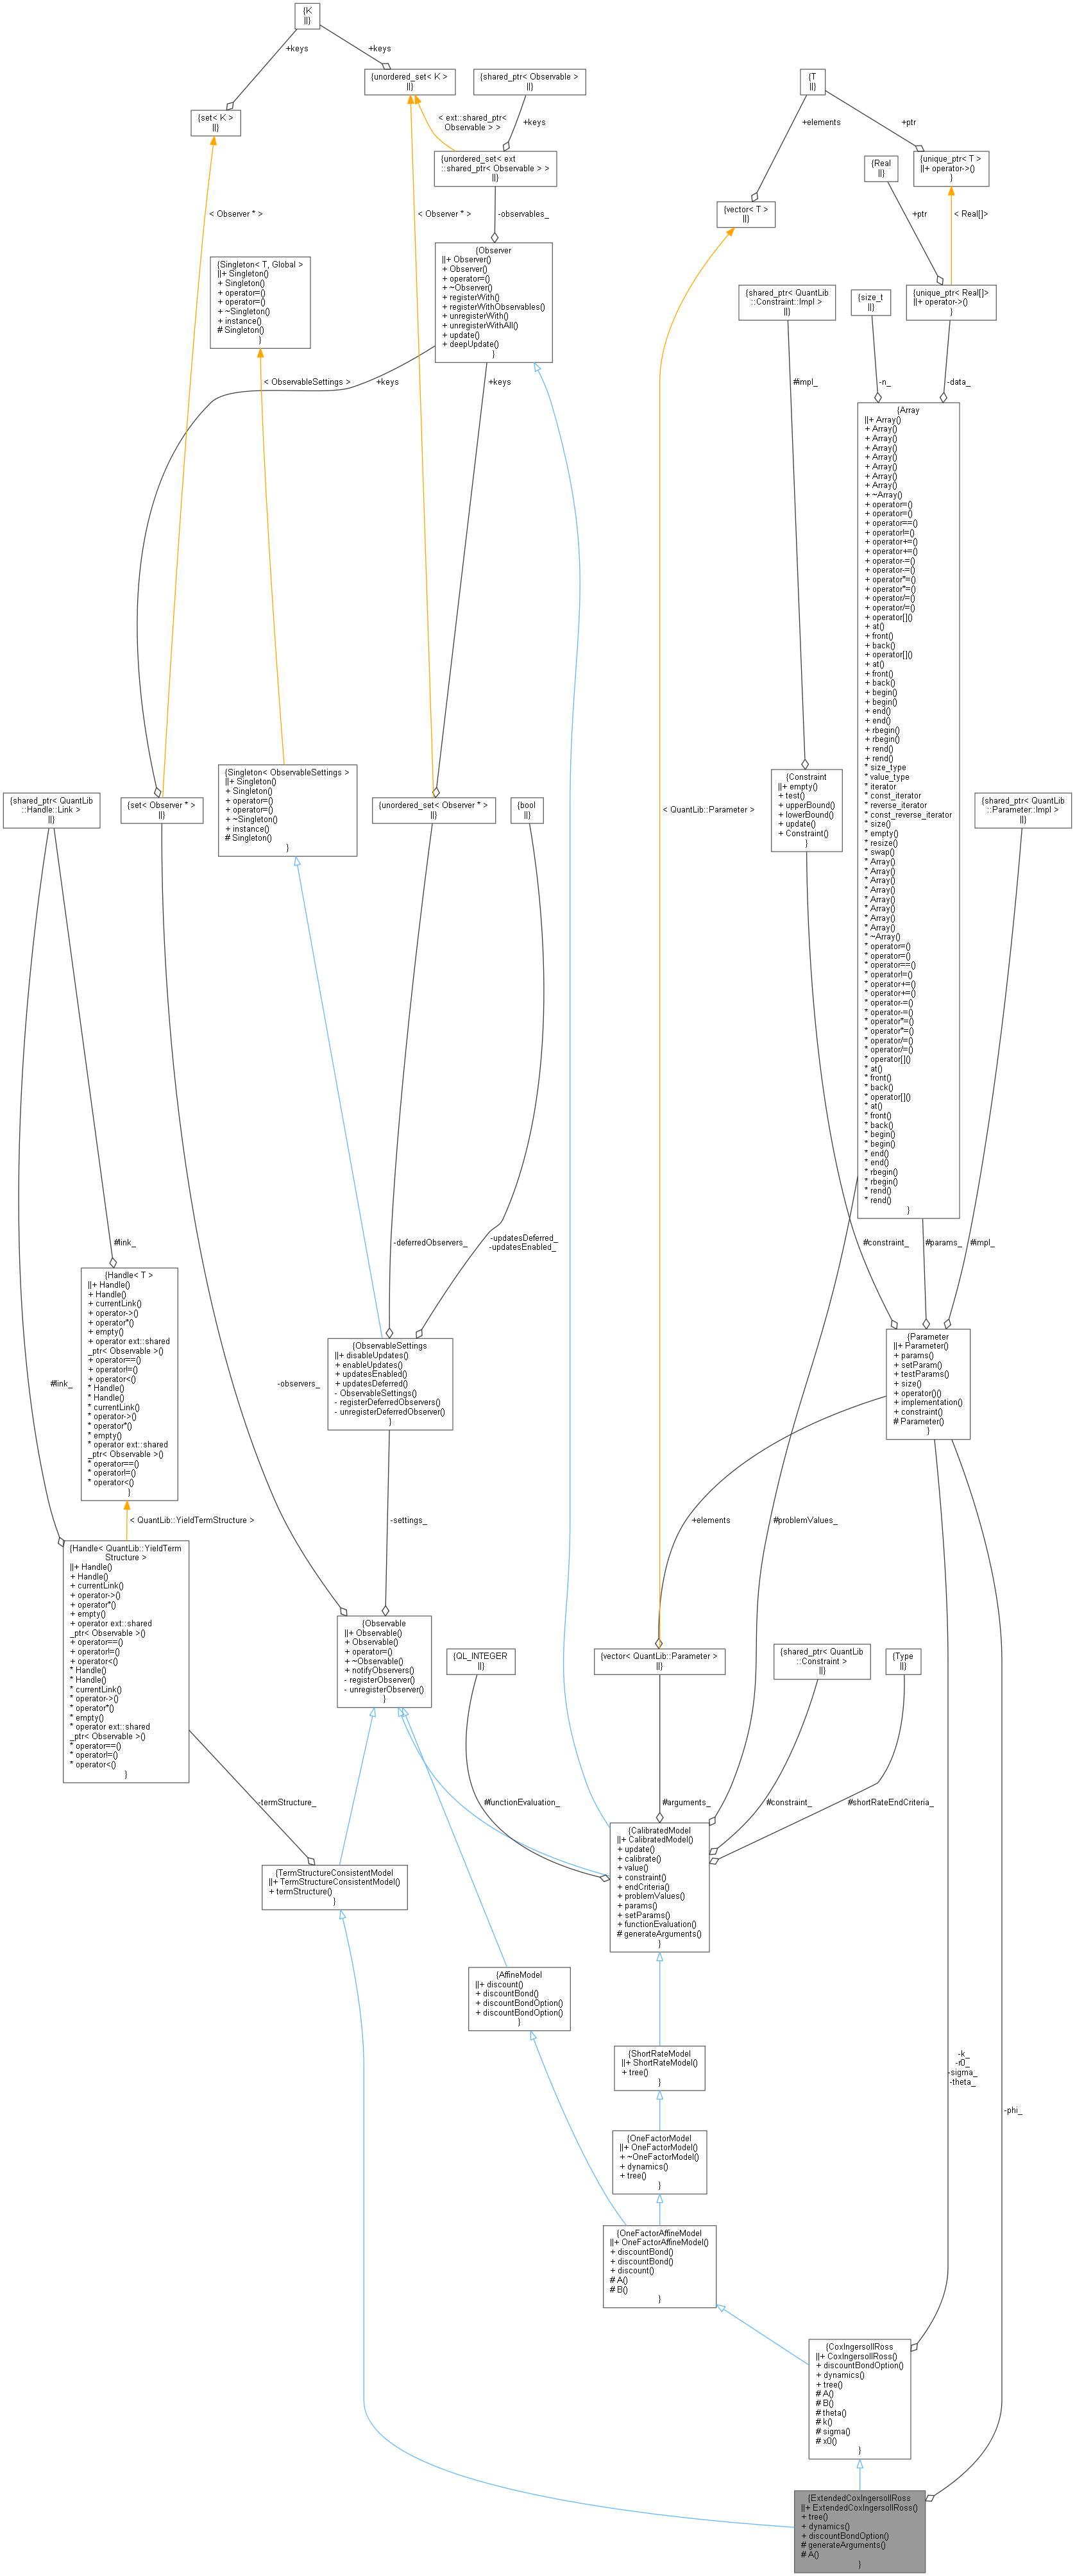 {K
||}
+keys
+keys
{unordered_set< K >
||}
{shared_ptr< Observable >
||}
{T
||}
{set< K >
||}
< ext::shared_ptr<
Observable > >
+keys
+elements
+ptr
{unordered_set< ext
::shared_ptr< Observable > >
||}
{Real
||}
{unique_ptr< T >
||+ operator->()
}
< Observer * >
< Observer * >
-observables_
{vector< T >
||}
+ptr
< Real[]>
{Singleton< T, Global >
||+ Singleton()
+ Singleton()
+ operator=()
+ operator=()
+ ~Singleton()
+ instance()
# Singleton()
}
{Observer
||+ Observer()
+ Observer()
+ operator=()
+ ~Observer()
+ registerWith()
+ registerWithObservables()
+ unregisterWith()
+ unregisterWithAll()
+ update()
+ deepUpdate()
}
{shared_ptr< QuantLib
::Constraint::Impl >
||}
{size_t
||}
{unique_ptr< Real[]>
||+ operator->()
}
< ObservableSettings >
+keys
+keys
#impl_
-n_
-data_
{Array
||+ Array()
+ Array()
+ Array()
+ Array()
+ Array()
+ Array()
+ Array()
+ Array()
+ ~Array()
+ operator=()
+ operator=()
+ operator==()
+ operator!=()
+ operator+=()
+ operator+=()
+ operator-=()
+ operator-=()
+ operator*=()
+ operator*=()
+ operator/=()
+ operator/=()
+ operator[]()
+ at()
+ front()
+ back()
+ operator[]()
+ at()
+ front()
+ back()
+ begin()
+ begin()
+ end()
+ end()
+ rbegin()
+ rbegin()
+ rend()
+ rend()
* size_type
* value_type
* iterator
* const_iterator
* reverse_iterator
* const_reverse_iterator
* size()
* empty()
* resize()
* swap()
* Array()
* Array()
* Array()
* Array()
* Array()
* Array()
* Array()
* Array()
* ~Array()
* operator=()
* operator=()
* operator==()
* operator!=()
* operator+=()
* operator+=()
* operator-=()
* operator-=()
* operator*=()
* operator*=()
* operator/=()
* operator/=()
* operator[]()
* at()
* front()
* back()
* operator[]()
* at()
* front()
* back()
* begin()
* begin()
* end()
* end()
* rbegin()
* rbegin()
* rend()
* rend()
}
{shared_ptr< QuantLib
::Handle::Link >
||}
{set< Observer * >
||}
{Singleton< ObservableSettings >
||+ Singleton()
+ Singleton()
+ operator=()
+ operator=()
+ ~Singleton()
+ instance()
# Singleton()
}
{unordered_set< Observer * >
||}
{bool
||}
< QuantLib::Parameter >
{Constraint
||+ empty()
+ test()
+ upperBound()
+ lowerBound()
+ update()
+ Constraint()
}
{shared_ptr< QuantLib
::Parameter::Impl >
||}
#link_
-deferredObservers_
-updatesDeferred_
-updatesEnabled_
#constraint_
#params_
#impl_
{Handle< T >
||+ Handle()
+ Handle()
+ currentLink()
+ operator->()
+ operator*()
+ empty()
+ operator ext::shared
_ptr< Observable >()
+ operator==()
+ operator!=()
+ operator<()
* Handle()
* Handle()
* currentLink()
* operator->()
* operator*()
* empty()
* operator ext::shared
_ptr< Observable >()
* operator==()
* operator!=()
* operator<()
}
#link_
-observers_
{ObservableSettings
||+ disableUpdates()
+ enableUpdates()
+ updatesEnabled()
+ updatesDeferred()
- ObservableSettings()
- registerDeferredObservers()
- unregisterDeferredObserver()
}
{Parameter
||+ Parameter()
+ params()
+ setParam()
+ testParams()
+ size()
+ operator()()
+ implementation()
+ constraint()
# Parameter()
}
< QuantLib::YieldTermStructure >
-settings_
+elements
#problemValues_
{Handle< QuantLib::YieldTerm
Structure >
||+ Handle()
+ Handle()
+ currentLink()
+ operator->()
+ operator*()
+ empty()
+ operator ext::shared
_ptr< Observable >()
+ operator==()
+ operator!=()
+ operator<()
* Handle()
* Handle()
* currentLink()
* operator->()
* operator*()
* empty()
* operator ext::shared
_ptr< Observable >()
* operator==()
* operator!=()
* operator<()
}
{Observable
||+ Observable()
+ Observable()
+ operator=()
+ ~Observable()
+ notifyObservers()
- registerObserver()
- unregisterObserver()
}
{QL_INTEGER
||}
{vector< QuantLib::Parameter >
||}
{shared_ptr< QuantLib
::Constraint >
||}
{Type
||}
-termStructure_
#functionEvaluation_
#arguments_
#constraint_
#shortRateEndCriteria_
{CalibratedModel
||+ CalibratedModel()
+ update()
+ calibrate()
+ value()
+ constraint()
+ endCriteria()
+ problemValues()
+ params()
+ setParams()
+ functionEvaluation()
# generateArguments()
}
{TermStructureConsistentModel
||+ TermStructureConsistentModel()
+ termStructure()
}
{AffineModel
||+ discount()
+ discountBond()
+ discountBondOption()
+ discountBondOption()
}
{ShortRateModel
||+ ShortRateModel()
+ tree()
}
-k_
-r0_
-sigma_
-theta_
-phi_
{OneFactorModel
||+ OneFactorModel()
+ ~OneFactorModel()
+ dynamics()
+ tree()
}
{OneFactorAffineModel
||+ OneFactorAffineModel()
+ discountBond()
+ discountBond()
+ discount()
# A()
# B()
}
{CoxIngersollRoss
||+ CoxIngersollRoss()
+ discountBondOption()
+ dynamics()
+ tree()
# A()
# B()
# theta()
# k()
# sigma()
# x0()
}
{ExtendedCoxIngersollRoss
||+ ExtendedCoxIngersollRoss()
+ tree()
+ dynamics()
+ discountBondOption()
# generateArguments()
# A()
}